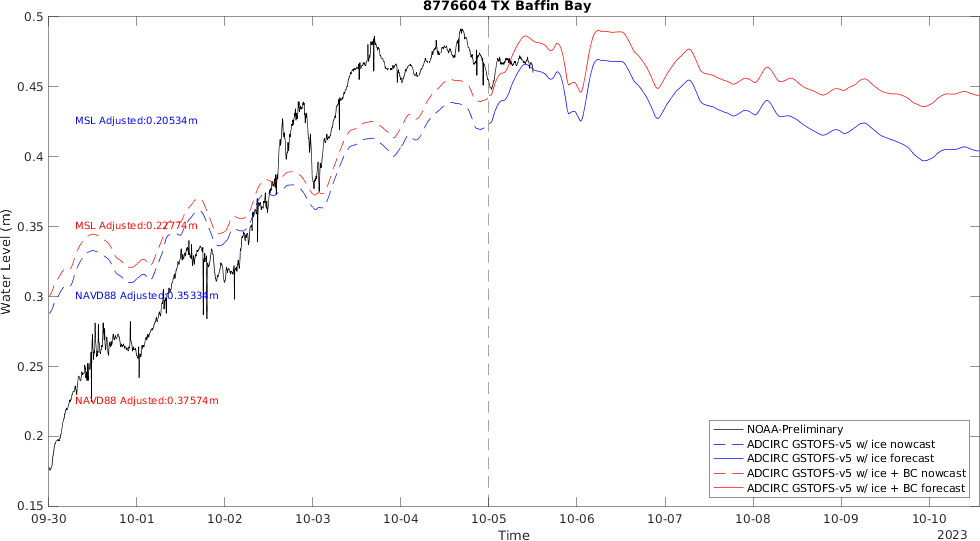 8776604 TX Baffin Bay
0.5
0.45
0.4
0.35
0.3
0.25
0.2
0.15
Water Level (m)
MSL Adjusted:0.20534m
MSL Adjusted:0.22774m
NAVD88 Adjusted:0.35334m
NAVD88 Adjusted:0.37574m
NOAA-Preliminary
ADCIRC GSTOFS-v5 w/ ice nowcast
ADCIRC GSTOFS-v5 w/ ice forecast
ADCIRC GSTOFS-v5 w/ ice + BC nowcast
ADCIRC GSTOFS-v5 w/ ice + BC forecast
09-30 10-01 10-02 10-03 10-04 10-05 10-06 10-07 10-08 10-09 10-10
Time
2023